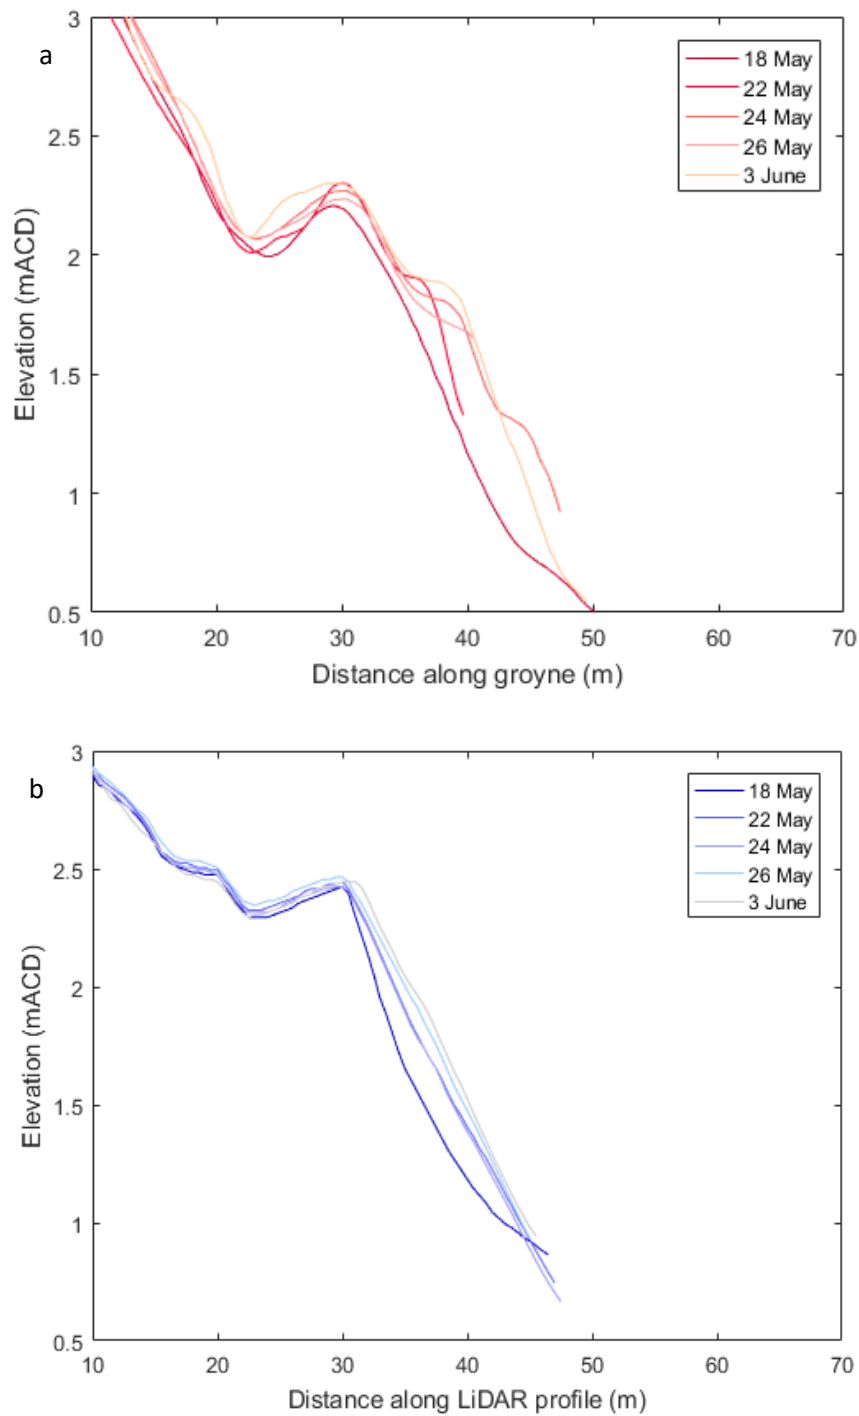 a
3
2.5
2
1.5
1
0.5
Elevation (mACD)
18 May
22 May
24 May
26 May
3 June
10 20 30 40 50 60 70
Distance along groyne (m)
b
3
2.5
2
1.5
1
0.5
Elevation (mACD)
18 May
22 May
24 May
26 May
3 June
10 20 30 40 50 60 70
Distance along LiDAR profile (m)